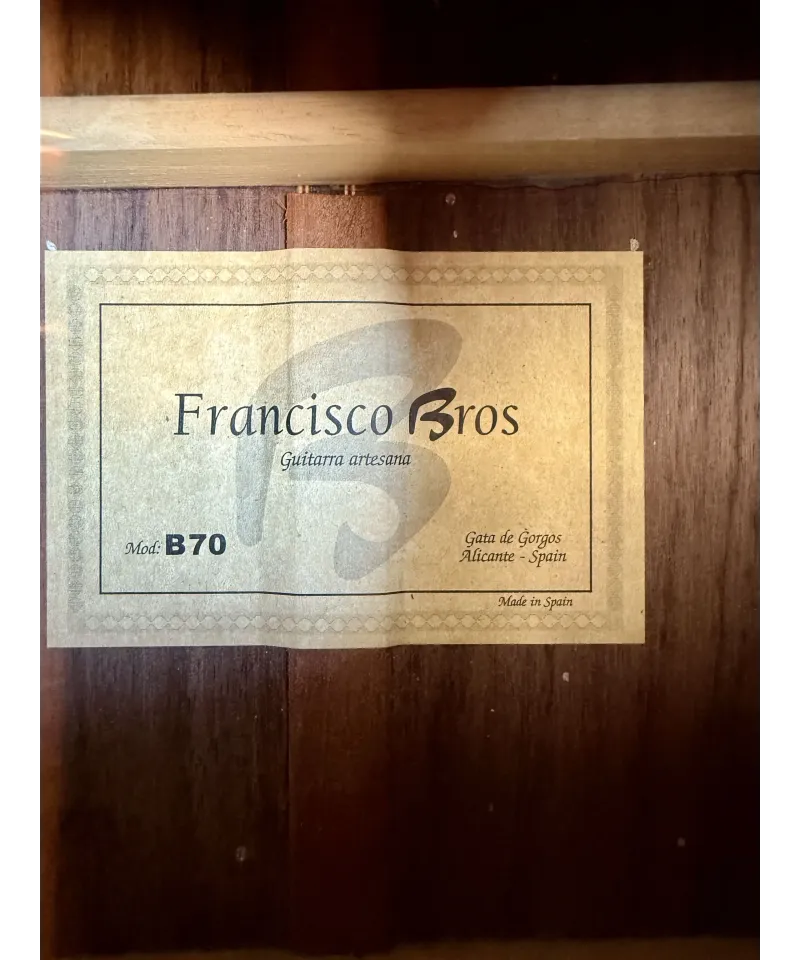 Francisco Bros
Guitarra artesana
Mod: B70
Gata de Gorgos
Alicante - Spain
Made in Spain